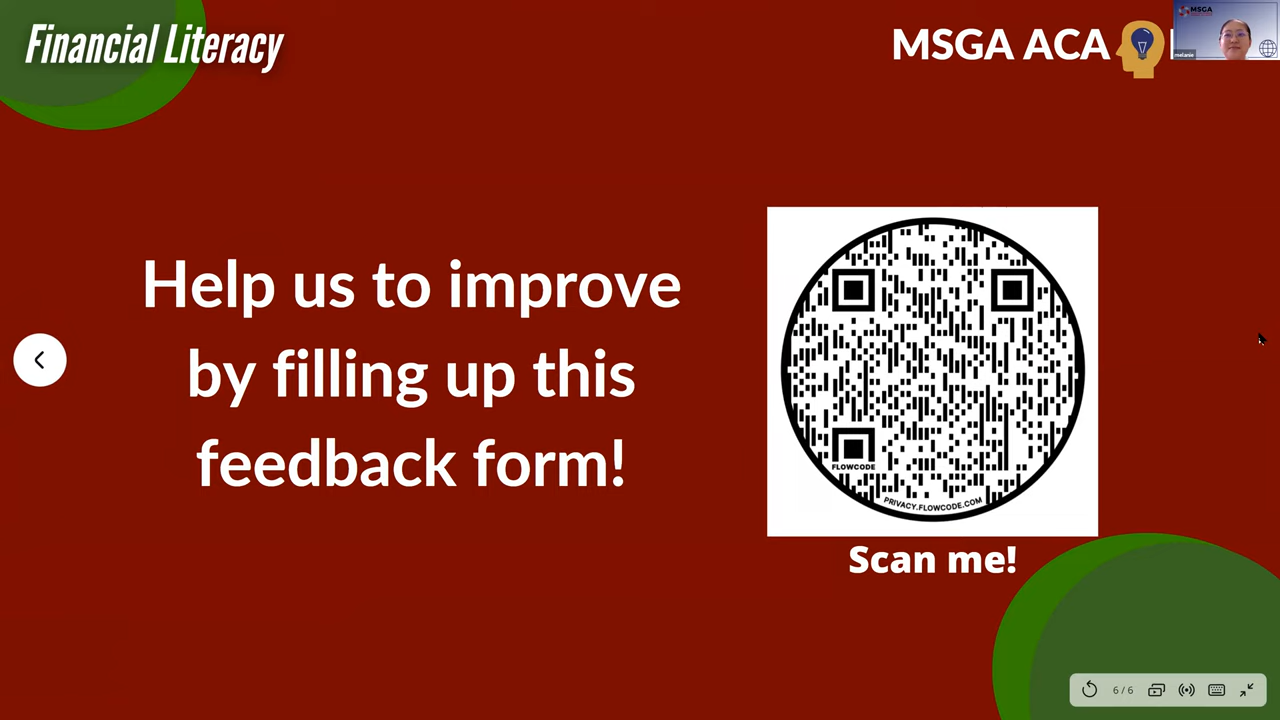 Financial Literacy
MSGA ACA
MSGA
melanie
Help us to improve
by filling up this
feedback form!
FLOWCODE
PRIVACY.FLOWCODE.COM
Scan me!
6 / 6